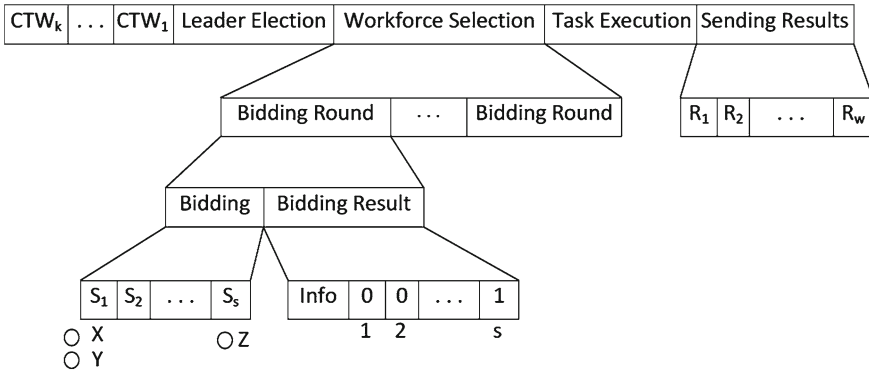 CTWk ... CTW1 Leader Election Workforce Selection Task Execution Sending Results
Bidding Round ... Bidding Round R1 R2 ... Rw
Bidding Bidding Result
S1 S2 ... Ss Info 0 0 ... 1
X Z 1 2 s
Y